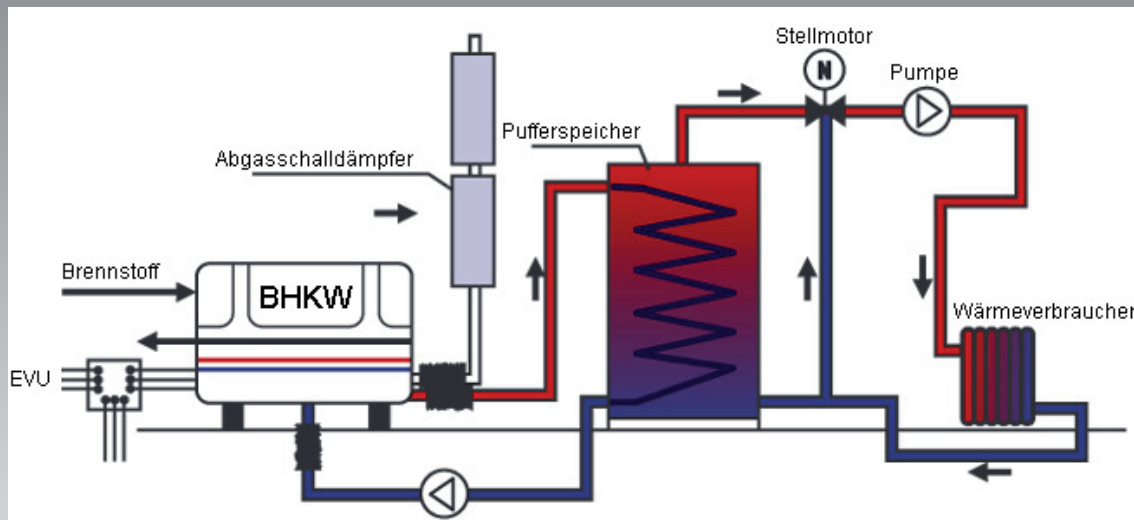 Stellmotor
N
Pumpe
Pufferspeicher
Abgasschalldämpfer
Brennstoff
BHKW
Wärmeverbraucher
EVU